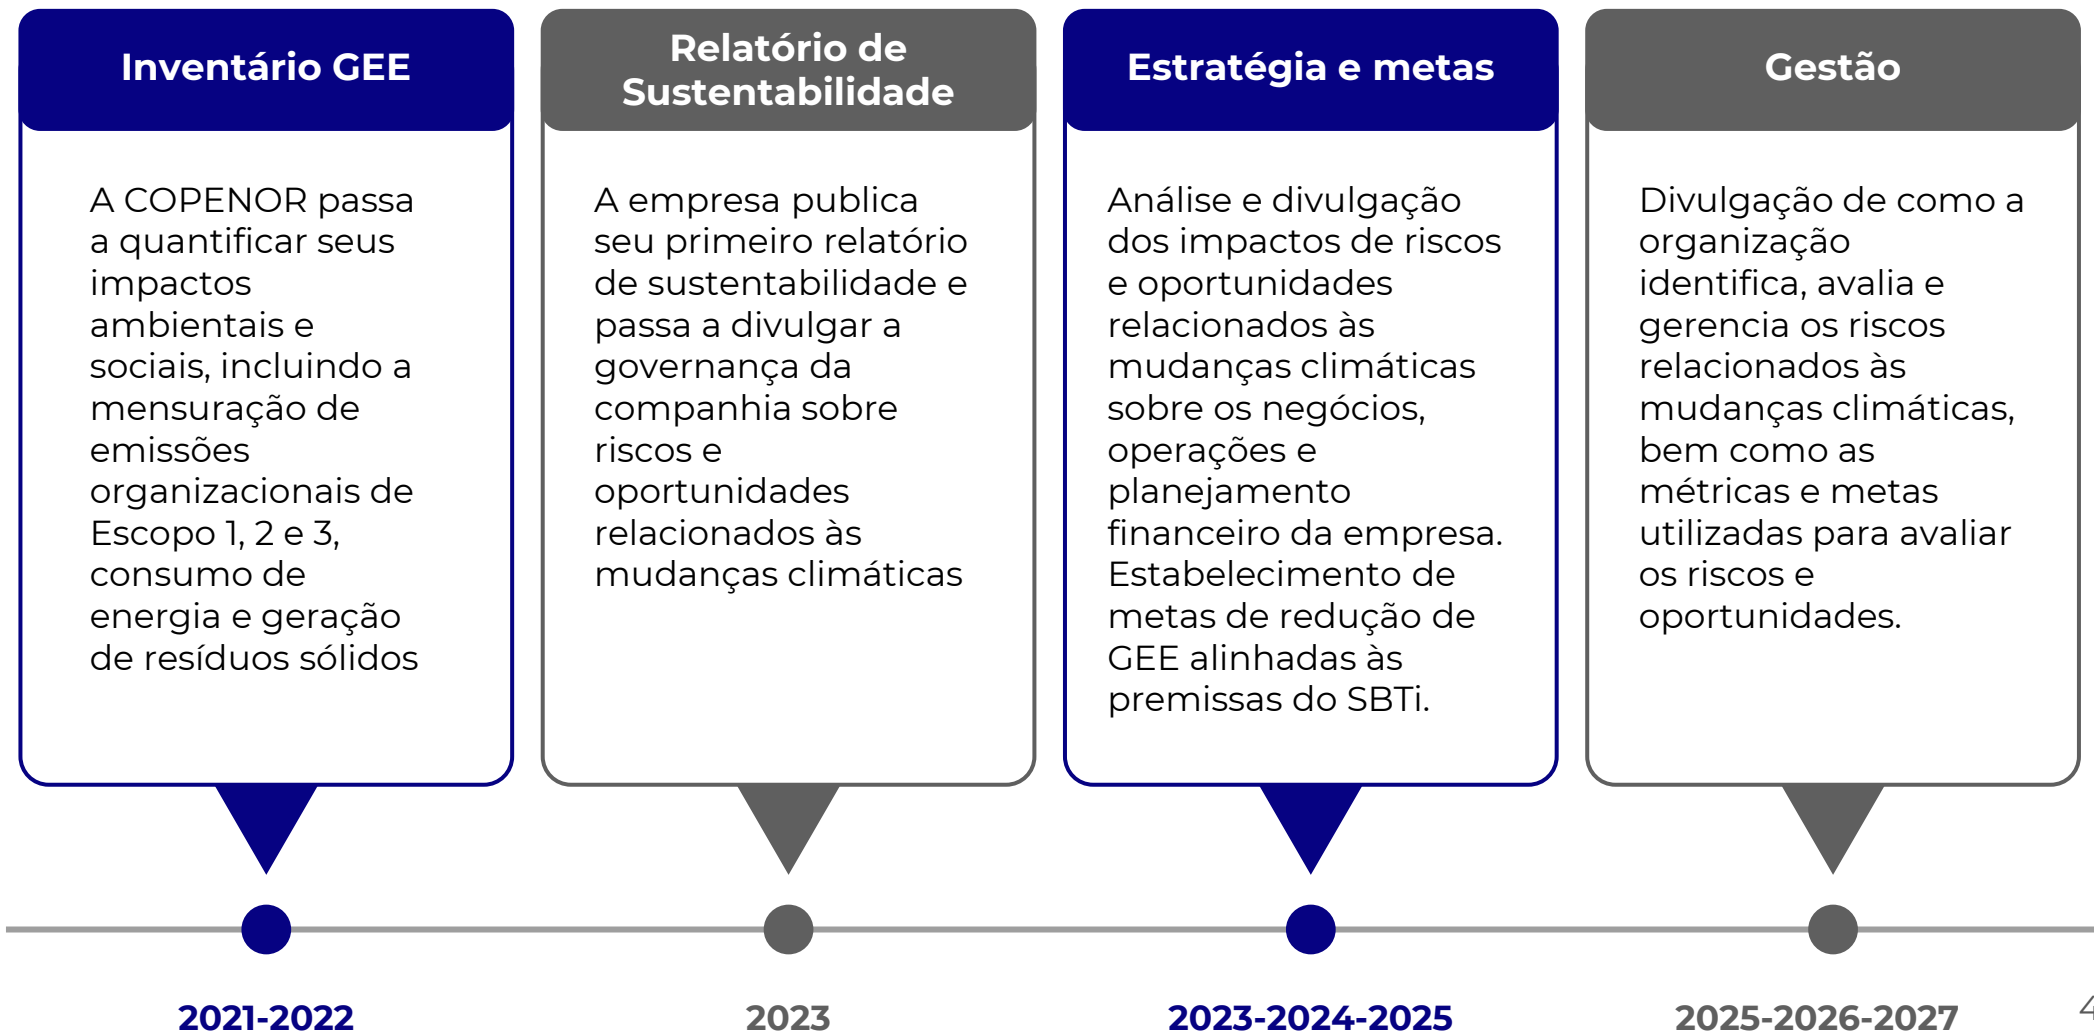 Inventário GEE
A COPENOR passa
a quantificar seus
impactos
ambientais e
sociais, incluindo a
mensuração de
emissões
organizacionais de
Escopo 1, 2 e 3,
consumo de
energia e geração
de resíduos sólidos
2021-2022
Relatório de
Sustentabilidade
A empresa publica
seu primeiro relatório
de sustentabilidade e
passa a divulgar a
governança da
companhia sobre
riscos e
oportunidades
relacionados às
mudanças climáticas
2023
Estratégia e metas
Análise e divulgação
dos impactos de riscos
e oportunidades
relacionados às
mudanças climáticas
sobre os negócios,
operações e
planejamento
financeiro da empresa.
Estabelecimento de
metas de redução de
GEE alinhadas às
premissas do SBTi.
2023-2024-2025
Gestão
Divulgação de como a
organização
identifica, avalia e
gerencia os riscos
relacionados às
mudanças climáticas,
bem como as
métricas e metas
utilizadas para avaliar
os riscos e
oportunidades.
2025-2026-2027